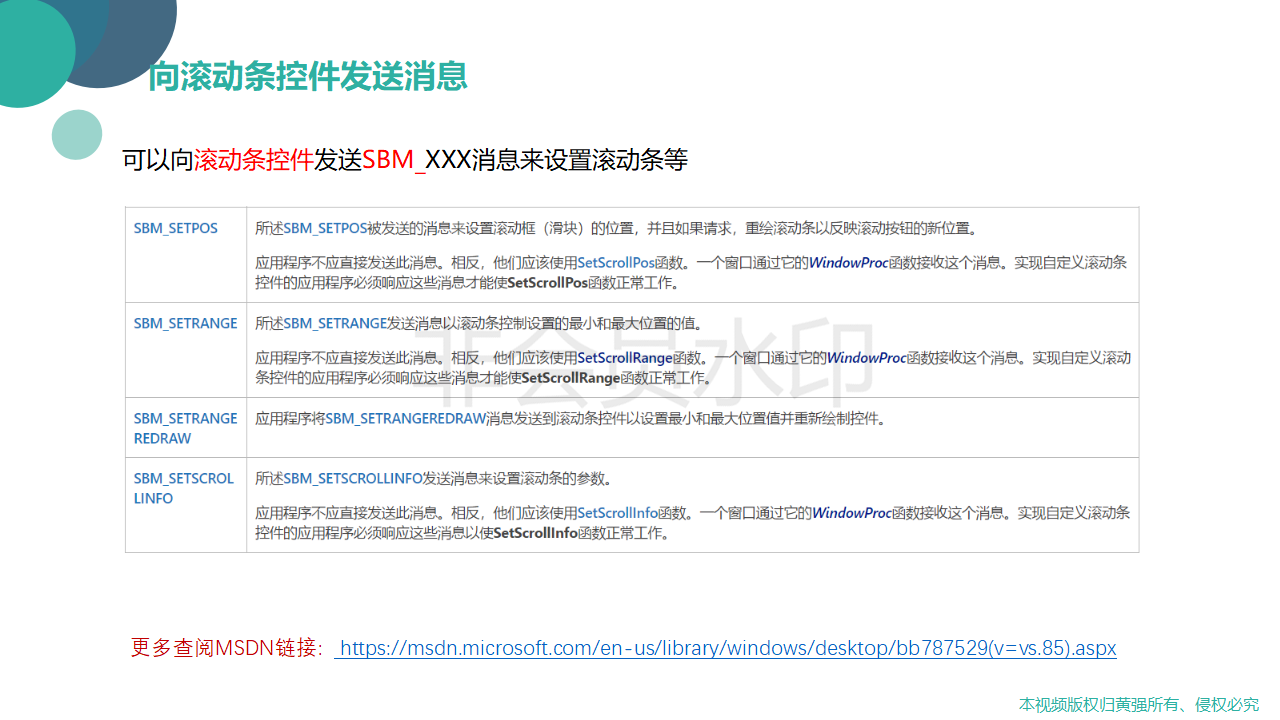 向滚动条控件发送消息
可以向滚动条控件发送SBM_XXX消息来设置滚动条等
SBM_SETPOS
所述SBM_SETPOS被发送的消息来设置滚动框（滑块）的位置，并且如果请求，重绘滚动条以反映滚动按钮的新位置。
应用程序不应直接发送此消息。相反，他们应该使用SetScrollPos函数。一个窗口通过它的WindowProc函数接收这个消息。实现自定义滚动条
控件的应用程序必须响应这些消息才能使SetScrollPos函数正常工作。
SBM_SETRANGE
所述SBM_SETRANGE发送消息以滚动条控制设置的最小和最大位置的值。
应用程序不应直接发送此消息。相反，他们应该使用SetScrollRange函数。一个窗口通过它的WindowProc函数接收这个消息。实现自定义滚动
条控件的应用程序必须响应这些消息才能使SetScrollRange函数正常工作。
SBM_SETRANGE
REDRAW
应用程序将SBM_SETRANGEREDRAW消息发送到滚动条控件以设置最小和最大位置值并重新绘制控件。
SBM_SETSCROL
LINFO
所述SBM_SETSCROLLINFO发送消息来设置滚动条的参数。
应用程序不应直接发送此消息。相反，他们应该使用SetScrollInfo函数。一个窗口通过它的WindowProc函数接收这个消息。实现自定义滚动条
控件的应用程序必须响应这些消息以使SetScrollInfo函数正常工作。
非会员水印
更多查阅MSDN链接：https://msdn.microsoft.com/en-us/library/windows/desktop/bb787529(v=vs.85).aspx
本视频版权归黄强所有、侵权必究